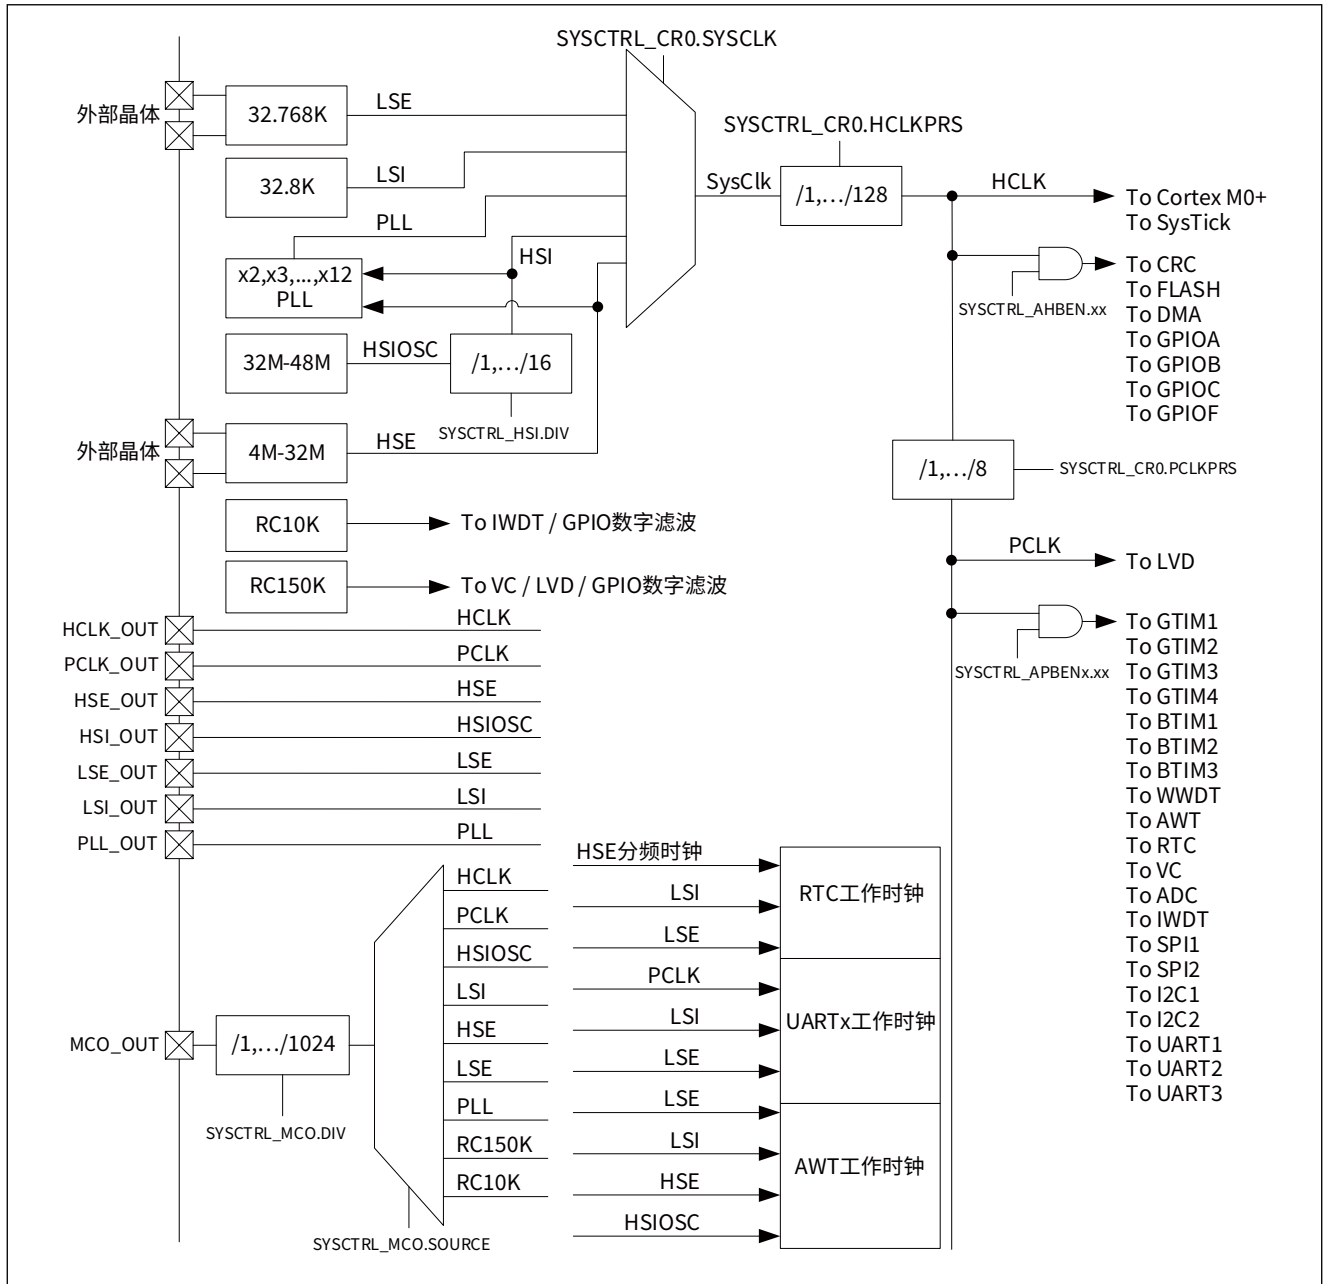 SYSCTRL_CR0.SYSCLK
外部晶体
32.768K
LSE
SYSCTRL_CR0.HCLKPRS
32.8K
LSI
SysClk
/1,.../128
HCLK
To Cortex M0+
To SysTick
PLL
x2,x3,...,x12
PLL
HSI
To CRC
To FLASH
To DMA
To GPIOA
To GPIOB
To GPIOC
To GPIOF
SYSCTRL_AHBEN.xx
32M-48M
HSIOSC
/1,.../16
SYSCTRL_HSI.DIV
外部晶体
4M-32M
HSE
/1,.../8
SYSCTRL_CR0.PCLKPRS
RC10K
To IWDT / GPIO数字滤波
RC150K
To VC / LVD / GPIO数字滤波
PCLK
To LVD
HCLK_OUT
HCLK
PCLK_OUT
PCLK
HSE_OUT
HSE
HSI_OUT
HSIOSC
LSE_OUT
LSE
LSI_OUT
LSI
PLL_OUT
PLL
SYSCTRL_APBENx.xx
To GTIM1
To GTIM2
To GTIM3
To GTIM4
To BTIM1
To BTIM2
To BTIM3
To WWDT
To AWT
To RTC
To VC
To ADC
To IWDT
To SPI1
To SPI2
To I2C1
To I2C2
To UART1
To UART2
To UART3
MCO_OUT
/1,.../1024
SYSCTRL_MCO.DIV
HCLK
PCLK
HSIOSC
LSI
HSE
LSE
PLL
RC150K
RC10K
SYSCTRL_MCO.SOURCE
HSE分频时钟
LSI
LSE
RTC工作时钟
PCLK
LSI
LSE
UARTx工作时钟
LSE
LSI
HSE
HSIOSC
AWT工作时钟